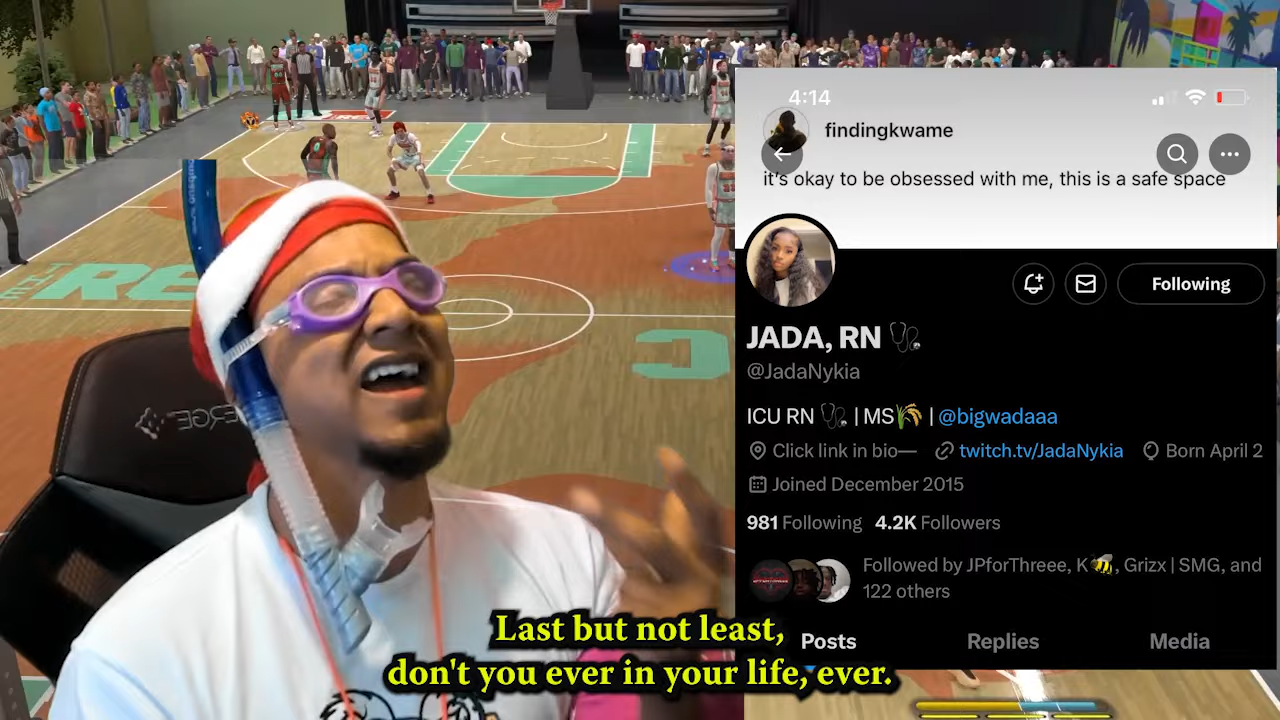 4:14
findingkwame
it's okay to be obsessed with me, this is a safe space
Following
JADA, RN
@JadaNykia
ICU RN | MS | @bigwadaaa
Click link in bio— twitch.tv/JadaNykia Born April 2
Joined December 2015
981 Following 4.2K Followers
Followed by JPforThreee, K, Grizx | SMG, and
122 others
Posts Replies Media
Last but not least,
don't you ever in your life, ever.